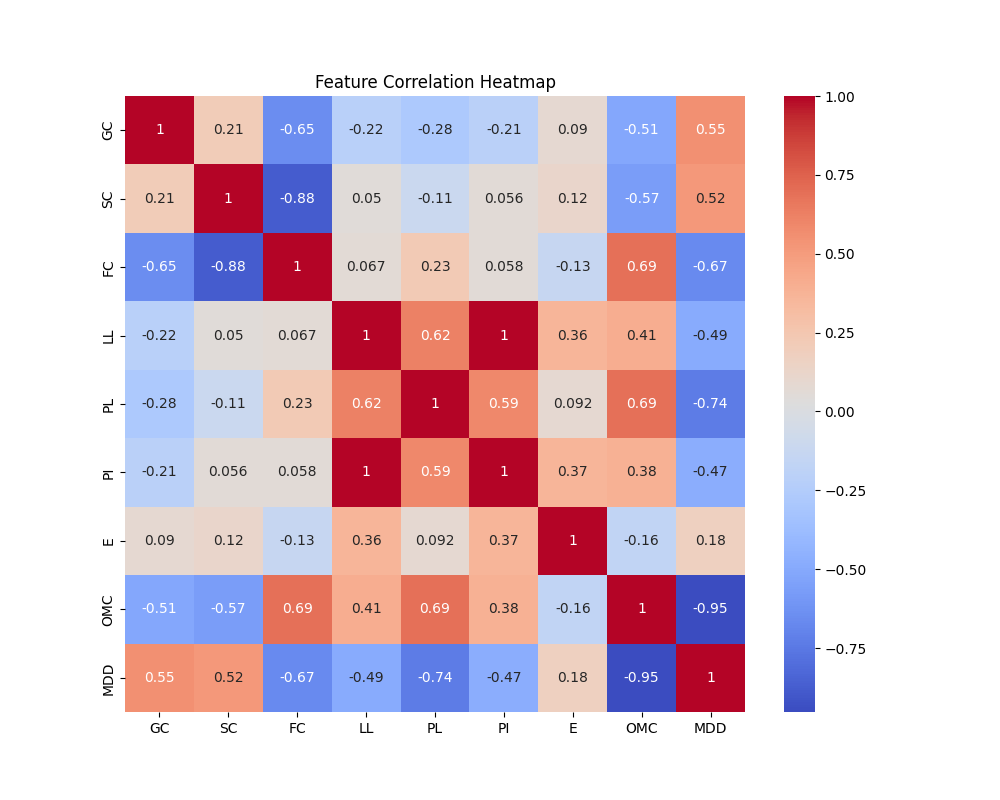 Feature Correlation Heatmap
GC 1 0.21 -0.65 -0.22 -0.28 -0.21 0.09 -0.51 0.55
SC 0.21 1 -0.88 0.05 -0.11 0.056 0.12 -0.57 0.52
FC -0.65 -0.88 1 0.067 0.23 0.058 -0.13 0.69 -0.67
LL -0.22 0.05 0.067 1 0.62 1 0.36 0.41 -0.49
PL -0.28 -0.11 0.23 0.62 1 0.59 0.092 0.69 -0.74
PI -0.21 0.056 0.058 1 0.59 1 0.37 0.38 -0.47
E 0.09 0.12 -0.13 0.36 0.092 0.37 1 -0.16 0.18
OMC -0.51 -0.57 0.69 0.41 0.69 0.38 -0.16 1 -0.95
MDD 0.55 0.52 -0.67 -0.49 -0.74 -0.47 0.18 -0.95 1
GC SC FC LL PL PI E OMC MDD
1.00
0.75
0.50
0.25
0.00
−0.25
−0.50
−0.75